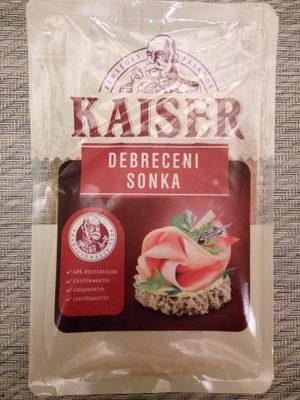 KAISER
DEBRECENI
SONKA
✓ 68% HÚSTARTALOM
✓ GLUTÉNMENTES
✓ SZÓJAMENTES
✓ LAKTÓZMENTES